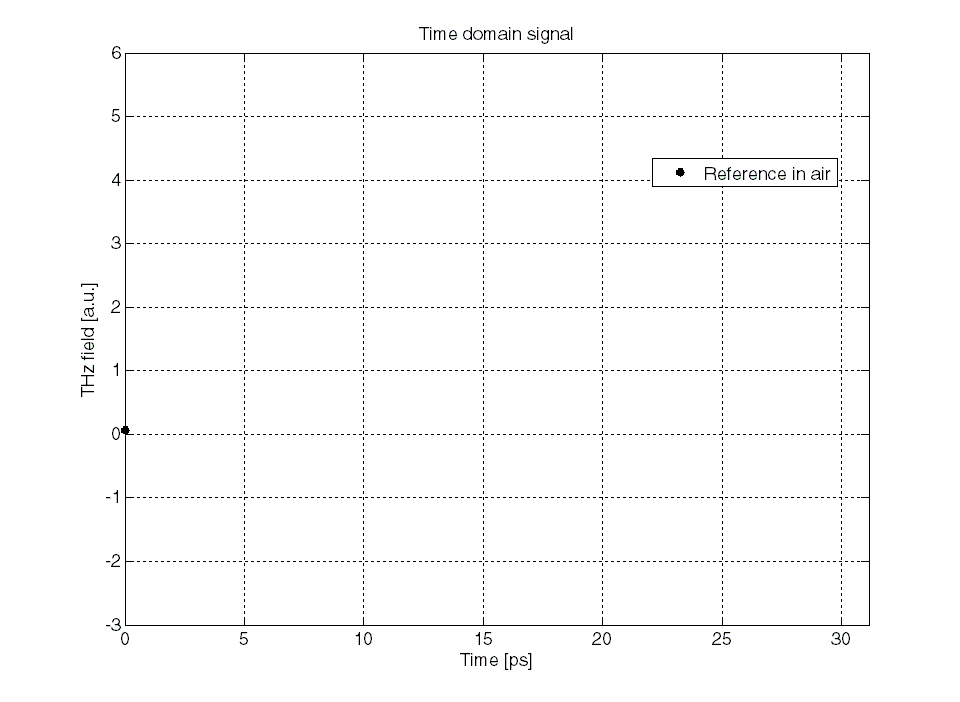 Time domain signal
6
5
4
3
2
1
0
-1
-2
-3
THz field [a.u.]
Reference in air
0 5 10 15 20 25 30
Time [ps]